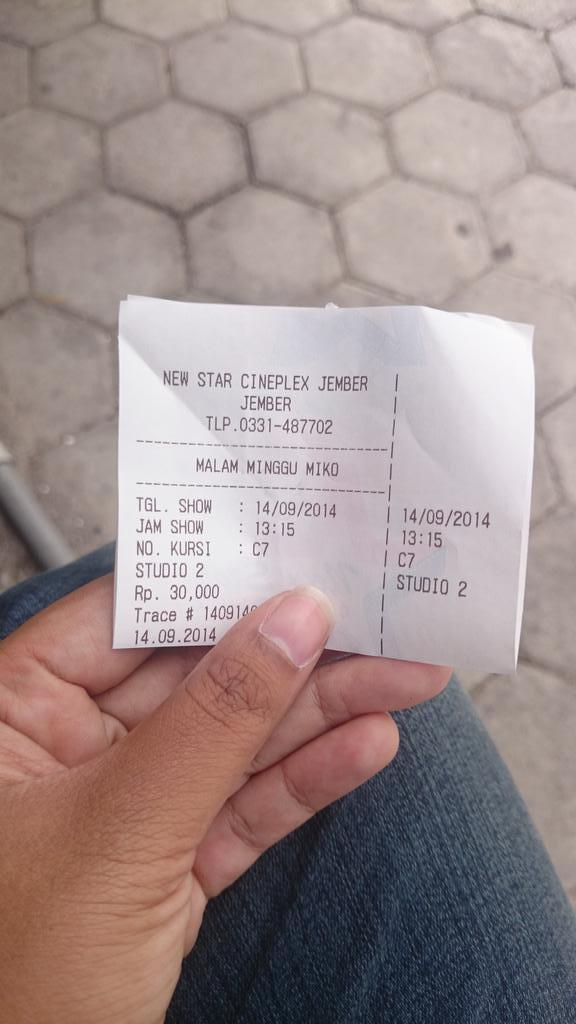 NEW STAR CINEPLEX JEMBER
JEMBER
TLP.0331-487702
MALAM MINGGU MIKO
TGL. SHOW : 14/09/2014
JAM SHOW : 13:15
NO. KURSI : C7
STUDIO 2
Rp. 30,000
Trace # 140914
14.09.2014
14/09/2014
13:15
C7
STUDIO 2